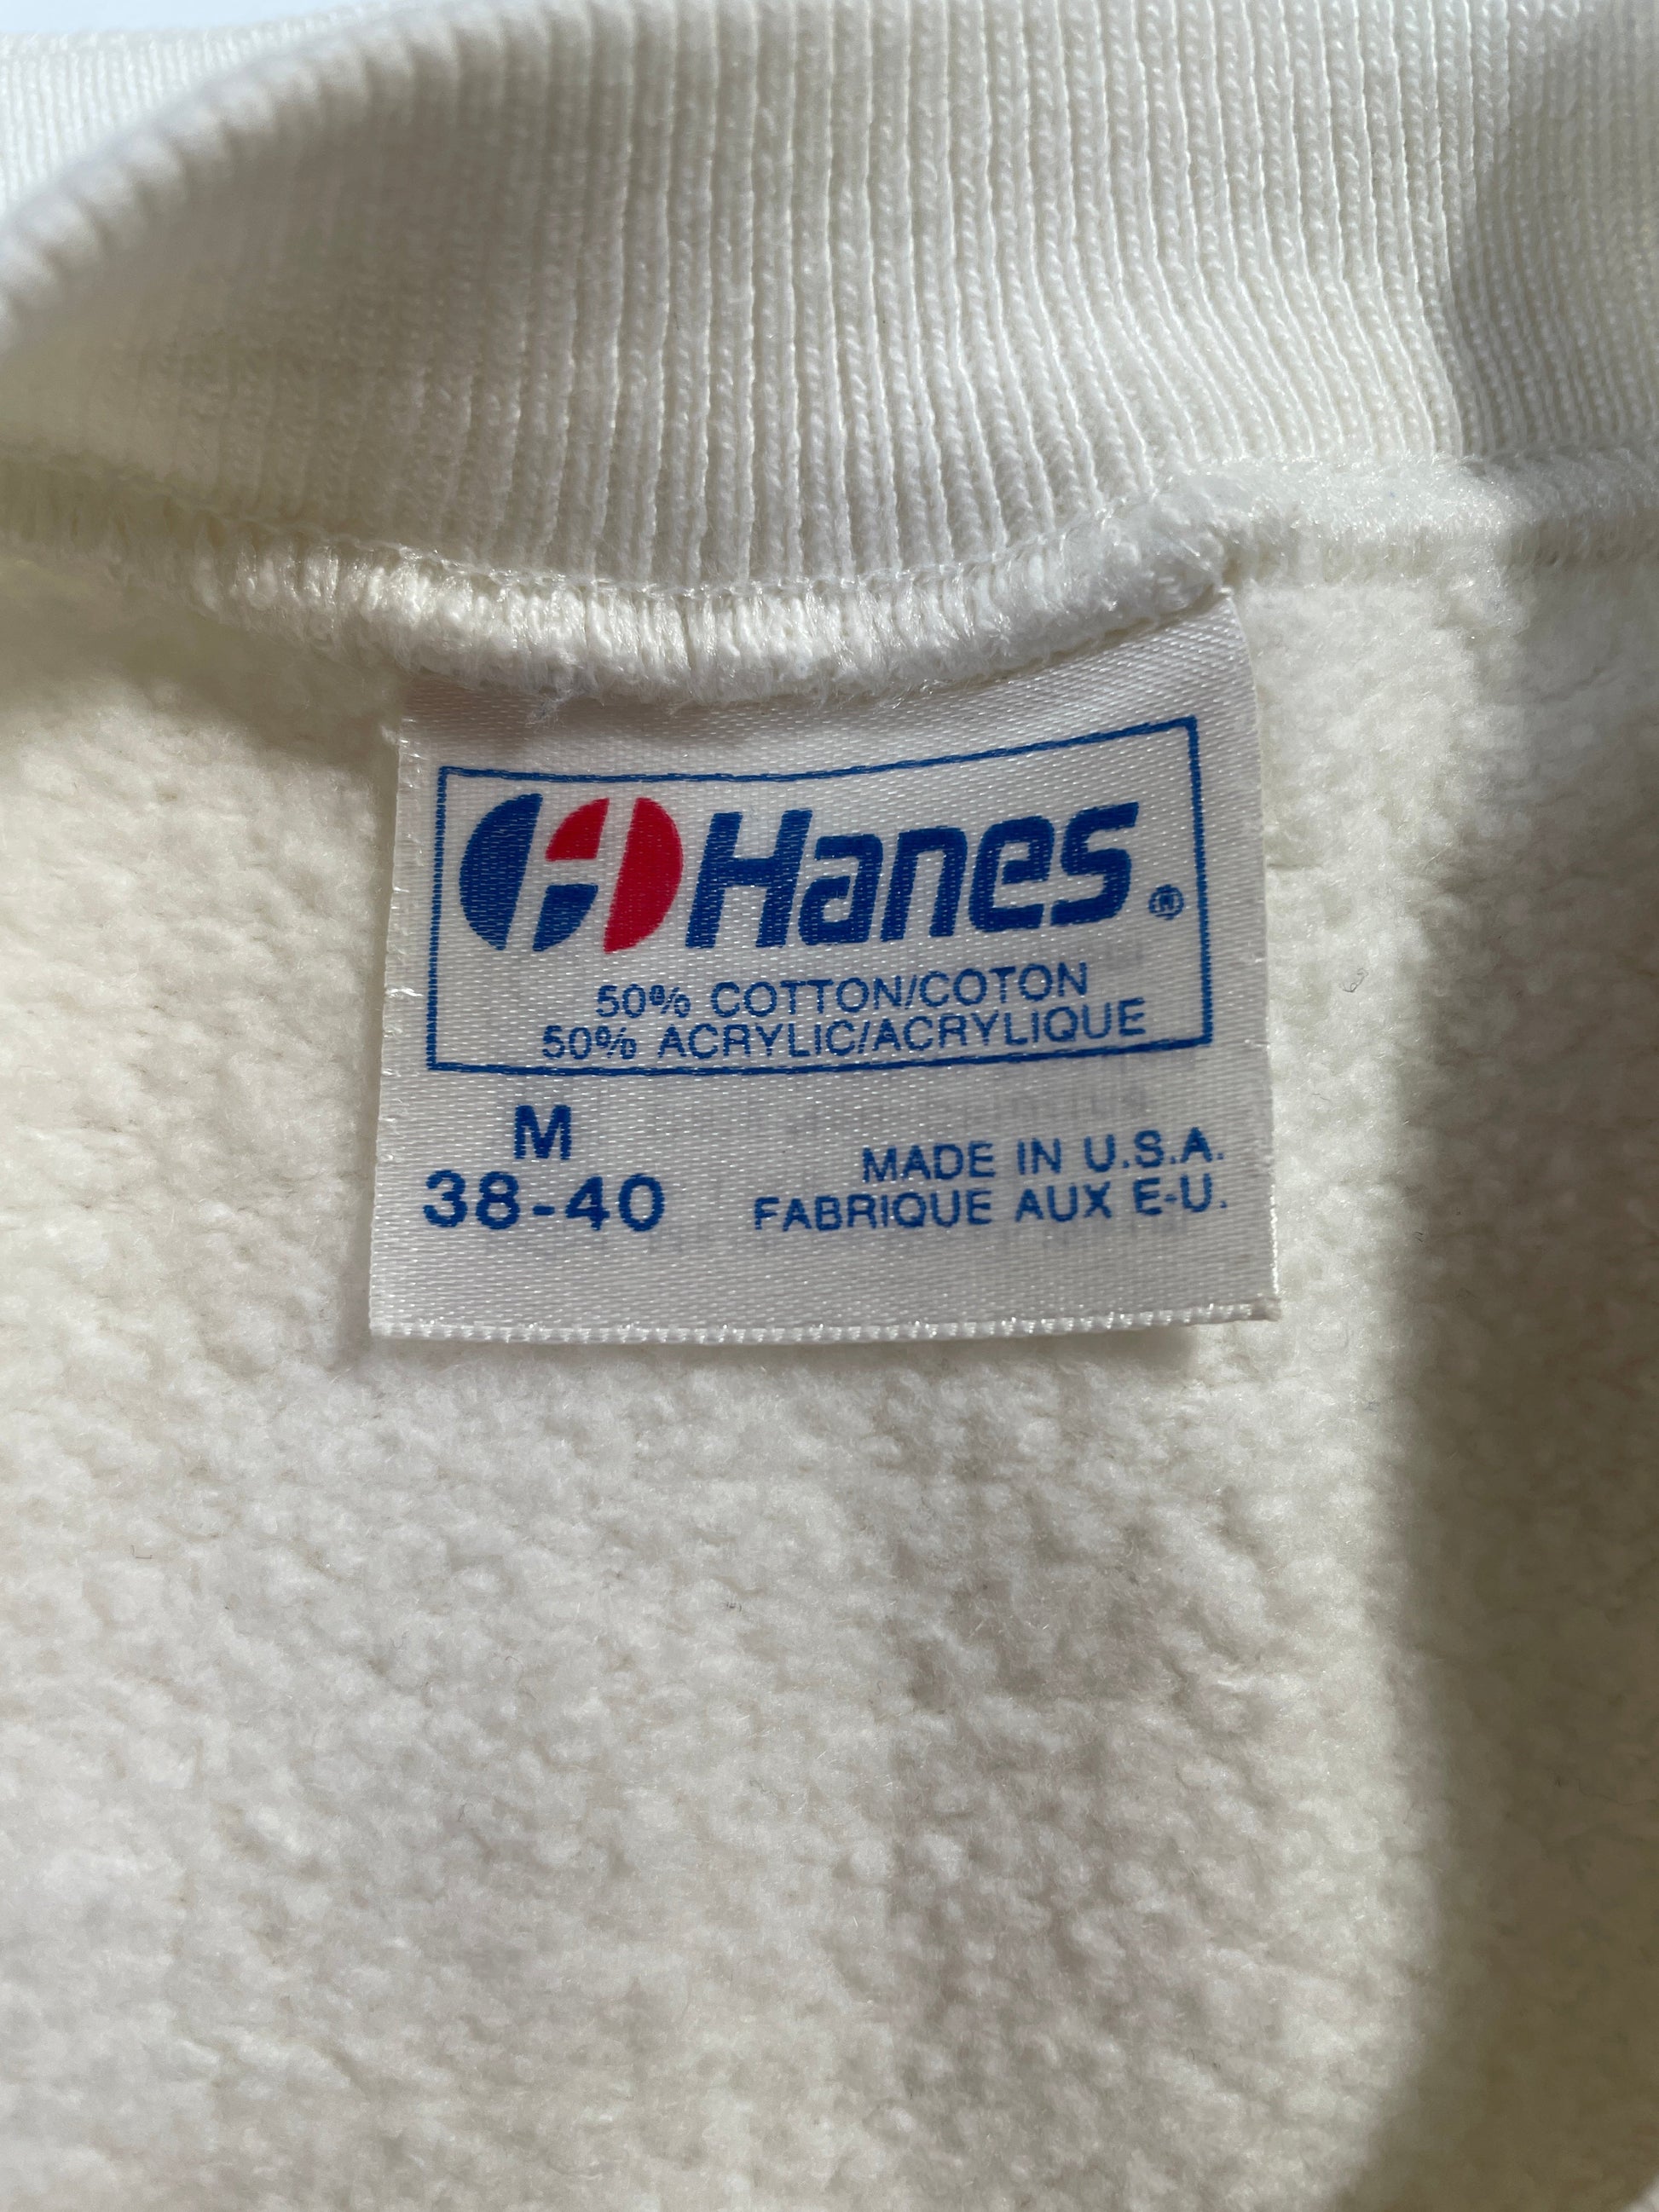 Hanes®
50% COTTON/COTON
50% ACRYLIC/ACRYLIQUE
M
38-40
MADE IN U.S.A.
FABRIQUE AUX E-U.